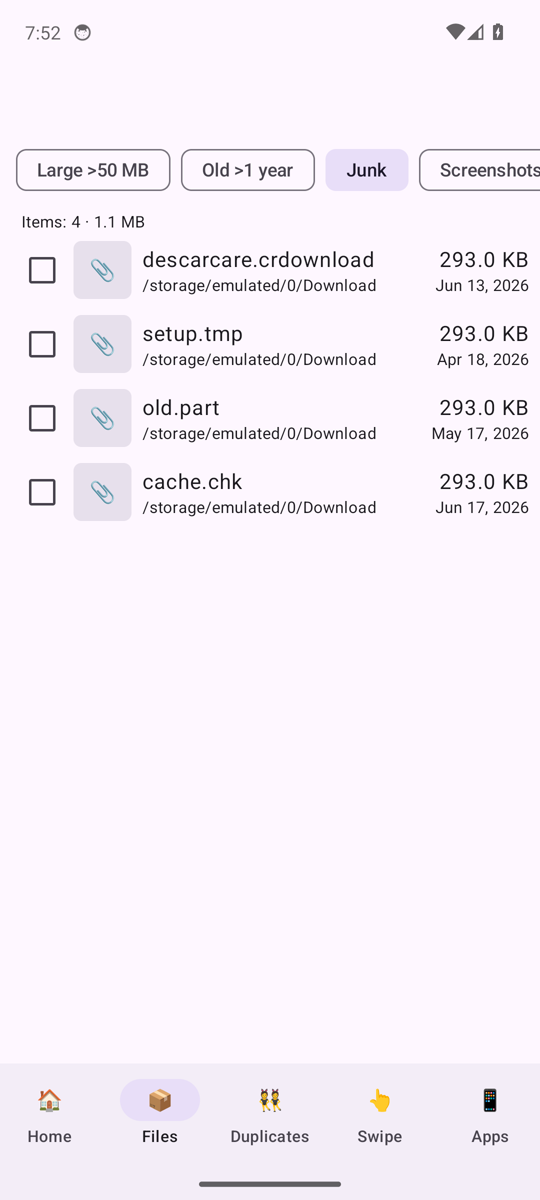 7:52
Large >50 MB
Old >1 year
Junk
Screenshots
Items: 4 · 1.1 MB
descarcare.crdownload
293.0 KB
/storage/emulated/0/Download
Jun 13, 2026
setup.tmp
293.0 KB
/storage/emulated/0/Download
Apr 18, 2026
old.part
293.0 KB
/storage/emulated/0/Download
May 17, 2026
cache.chk
293.0 KB
/storage/emulated/0/Download
Jun 17, 2026
Home
Files
Duplicates
Swipe
Apps